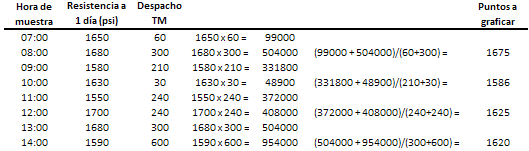 Hora de muestra Resistencia a 1 día (psi) Despacho TM Puntos a graficar
07:00 1650 60 1650 x 60 = 99000
08:00 1680 300 1680 x 300 = 504000 (99000 + 504000)/(60+300) = 1675
09:00 1580 210 1580 x 210 = 331800
10:00 1630 30 1630 x 30 = 48900 (331800 + 48900)/(210+30) = 1586
11:00 1550 240 1550 x 240 = 372000
12:00 1700 240 1700 x 240 = 408000 (372000 + 408000)/(240+240) = 1625
13:00 1680 300 1680 x 300 = 504000
14:00 1590 600 1590 x 600 = 954000 (504000 + 954000)/(300+600) = 1620